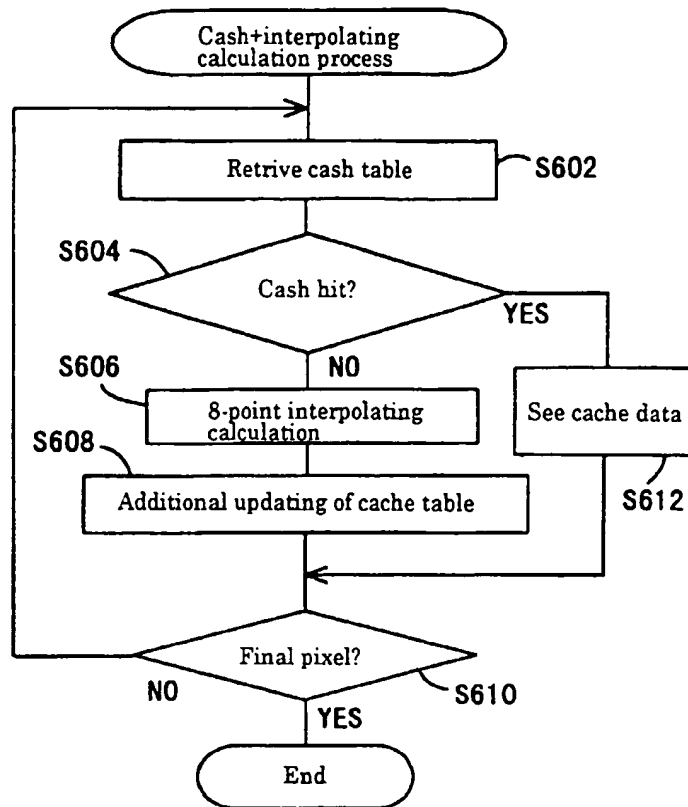 Cash+interpolating
calculation process
Retrive cash table
S602
S604
Cash hit?
YES
NO
S606
8-point interpolating
calculation
See cache data
S608
S612
Additional updating of cache table
Final pixel?
NO
S610
YES
End